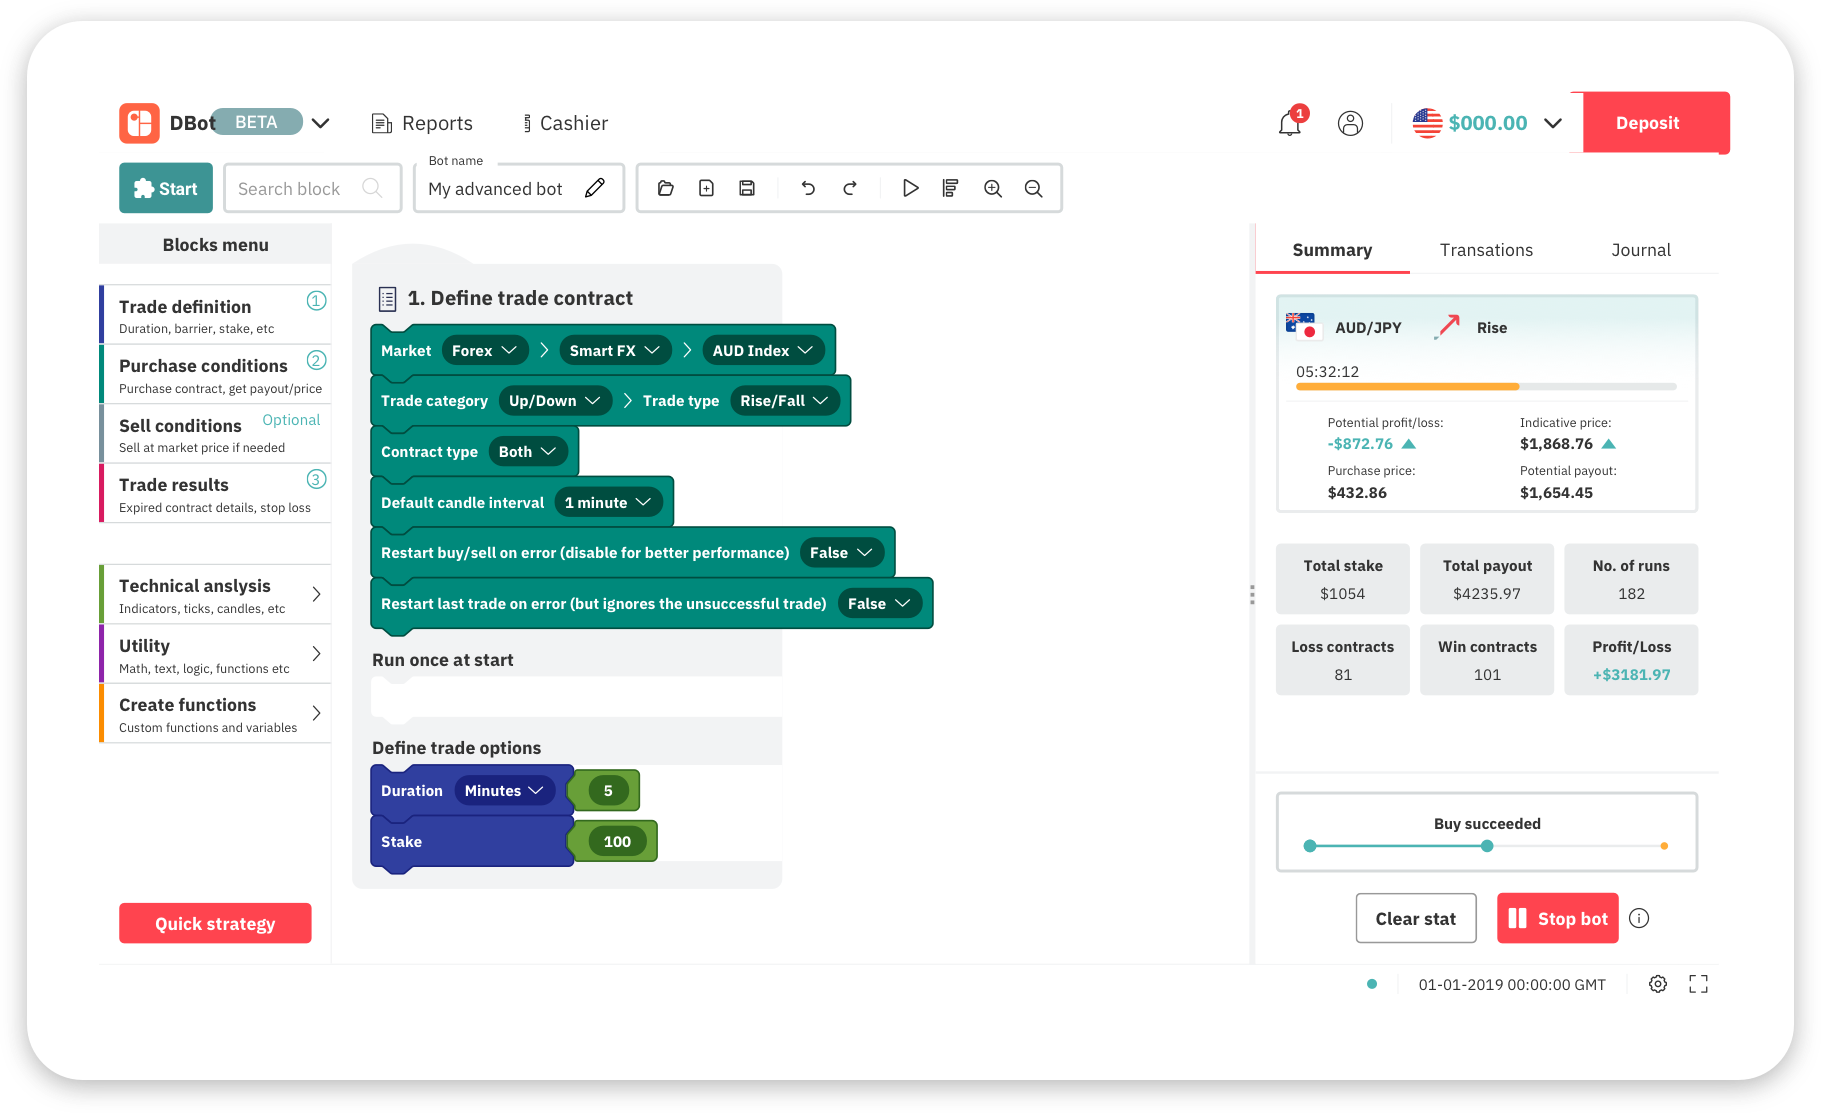 DBot BETA Reports Cashier 1 $000.00 Deposit
Start Search block Bot name My advanced bot
Blocks menu
Trade definition 1
Duration, barrier, stake, etc
Purchase conditions 2
Purchase contract, get payout/price
Sell conditions Optional
Sell at market price if needed
Trade results 3
Expired contract details, stop loss
Technical anslysis
Indicators, ticks, candles, etc
Utility
Math, text, logic, functions etc
Create functions
Custom functions and variables
Quick strategy
1. Define trade contract
Market Forex Smart FX AUD Index
Trade category Up/Down Trade type Rise/Fall
Contract type Both
Default candle interval 1 minute
Restart buy/sell on error (disable for better performance) False
Restart last trade on error (but ignores the unsuccessful trade) False
Run once at start
Define trade options
Duration Minutes 5
Stake 100
Summary Transations Journal
AUD/JPY Rise
05:32:12
Potential profit/loss: Indicative price:
-$872.76 $1,868.76
Purchase price: Potential payout:
$432.86 $1,654.45
Total stake Total payout No. of runs
$1054 $4235.97 182
Loss contracts Win contracts Profit/Loss
81 101 +$3181.97
Buy succeeded
Clear stat Stop bot
01-01-2019 00:00:00 GMT